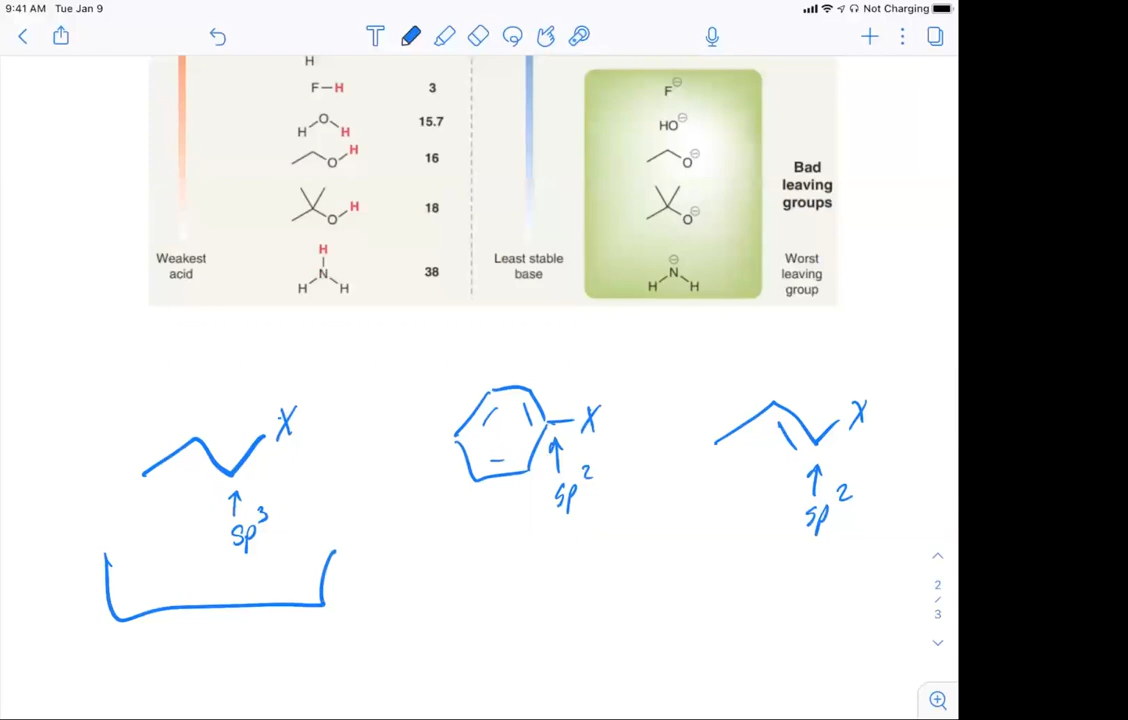 9:41 AM Tue Jan 9
Not Charging
T
H
F—H 3 F⊖
H O H 15.7 HO⊖
O H 16 O⊖
Bad
leaving
groups
O H 18 O⊖
Weakest
acid
H
N
H H
38
Least stable
base
⊖
N
H H
Worst
leaving
group
X
X
X
sp3
sp2
sp2
2
/
3